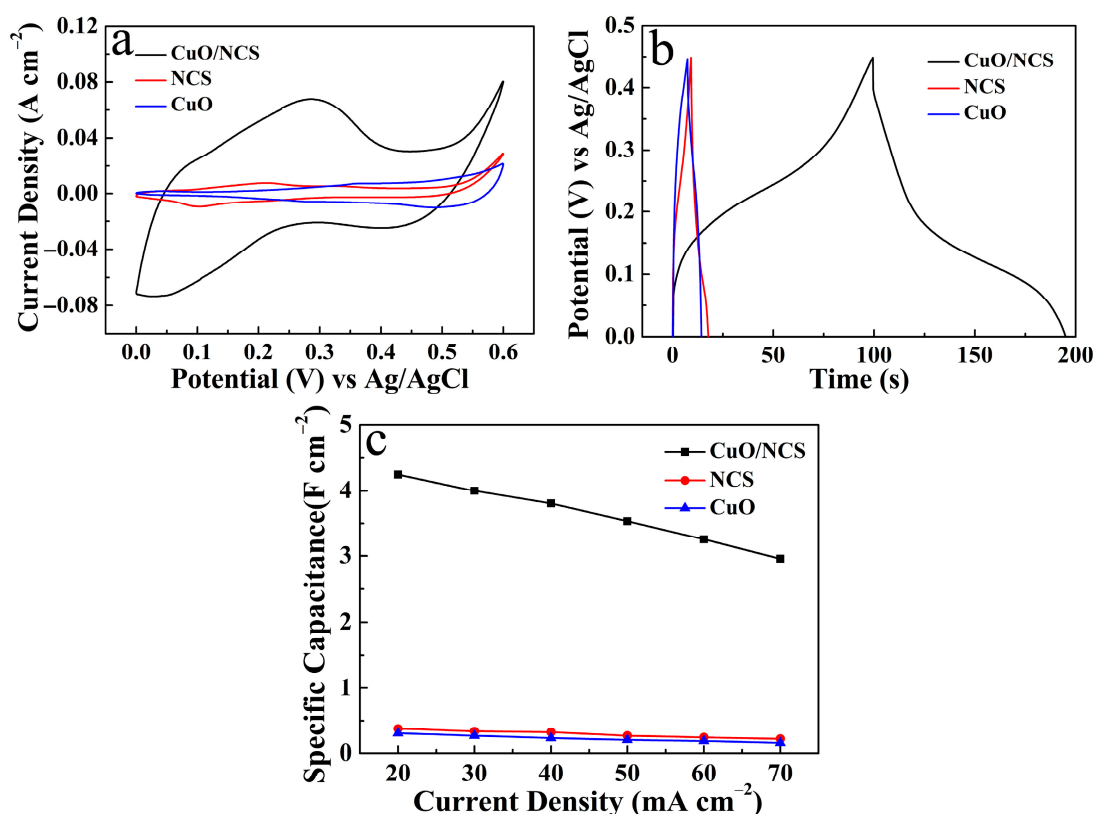 a
CuO/NCS
NCS
CuO
0.12
0.08
0.04
0.00
−0.04
−0.08
Current Density (A cm⁻²)
0.0 0.1 0.2 0.3 0.4 0.5 0.6
Potential (V) vs Ag/AgCl
b
CuO/NCS
NCS
CuO
0.5
0.4
0.3
0.2
0.1
0.0
Potential (V) vs Ag/AgCl
0 50 100 150 200
Time (s)
c
CuO/NCS
NCS
CuO
5
4
3
2
1
0
Specific Capacitance(F cm⁻²)
20 30 40 50 60 70
Current Density (mA cm⁻²)